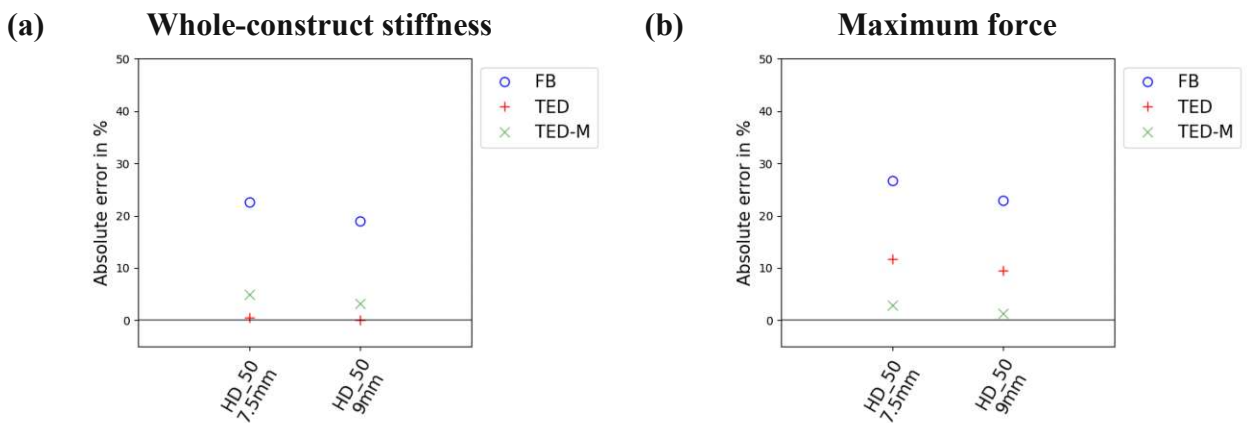 (a) Whole-construct stiffness
50
40
30
20
10
0
Absolute error in %
HD_50
7.5mm
HD_50
9mm
FB
TED
TED-M
(b) Maximum force
50
40
30
20
10
0
Absolute error in %
HD_50
7.5mm
HD_50
9mm
FB
TED
TED-M